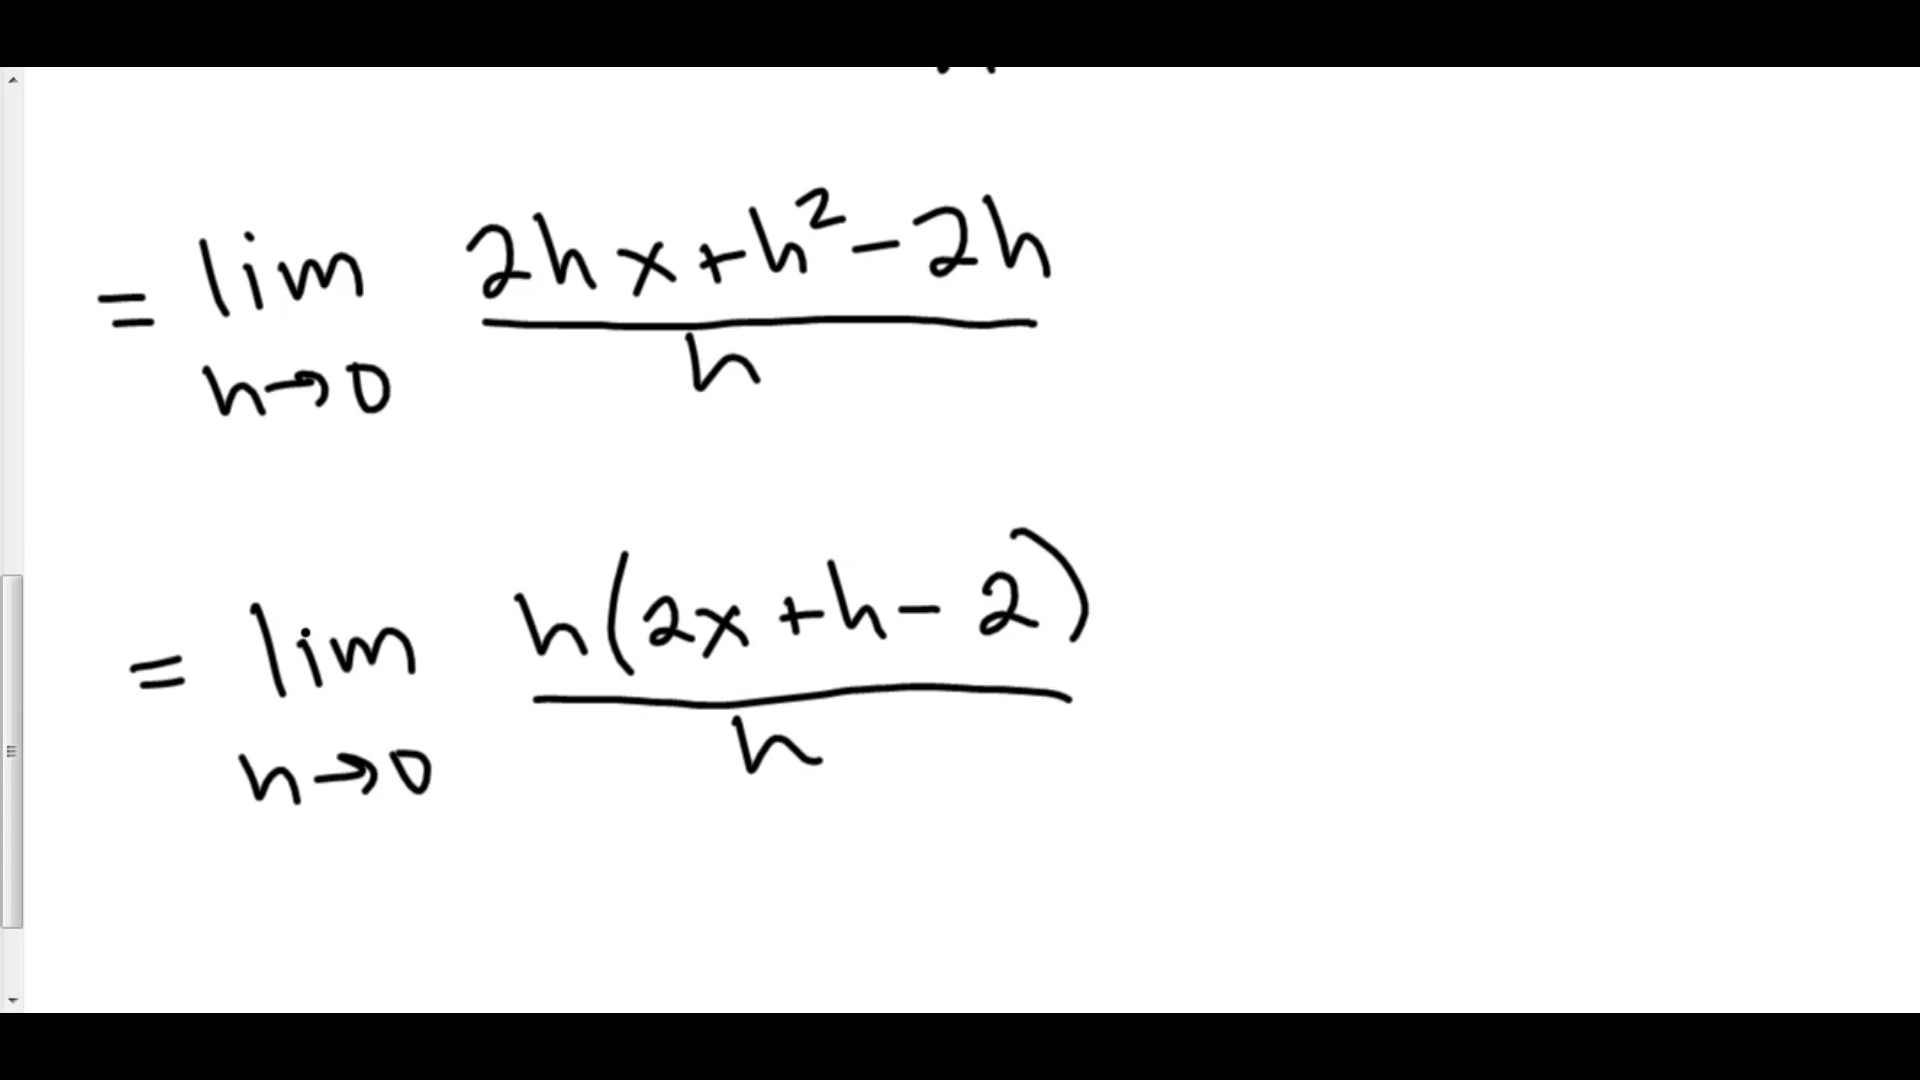 = lim 2hx+h²-2h
h→0 h
= lim h(2x+h-2)
h→0 h